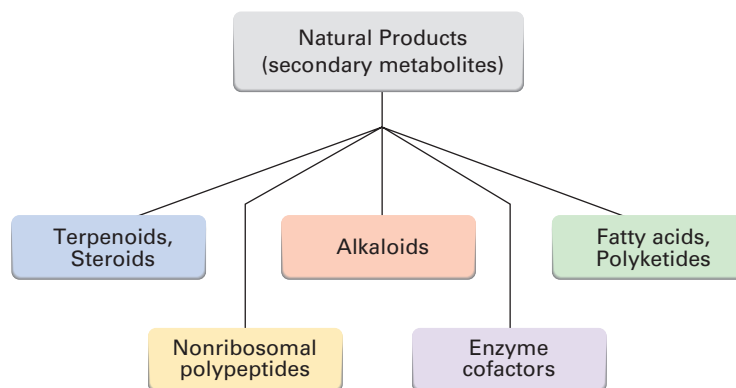 Natural Products
(secondary metabolites)
Terpenoids,
Steroids
Alkaloids
Fatty acids,
Polyketides
Nonribosomal
polypeptides
Enzyme
cofactors